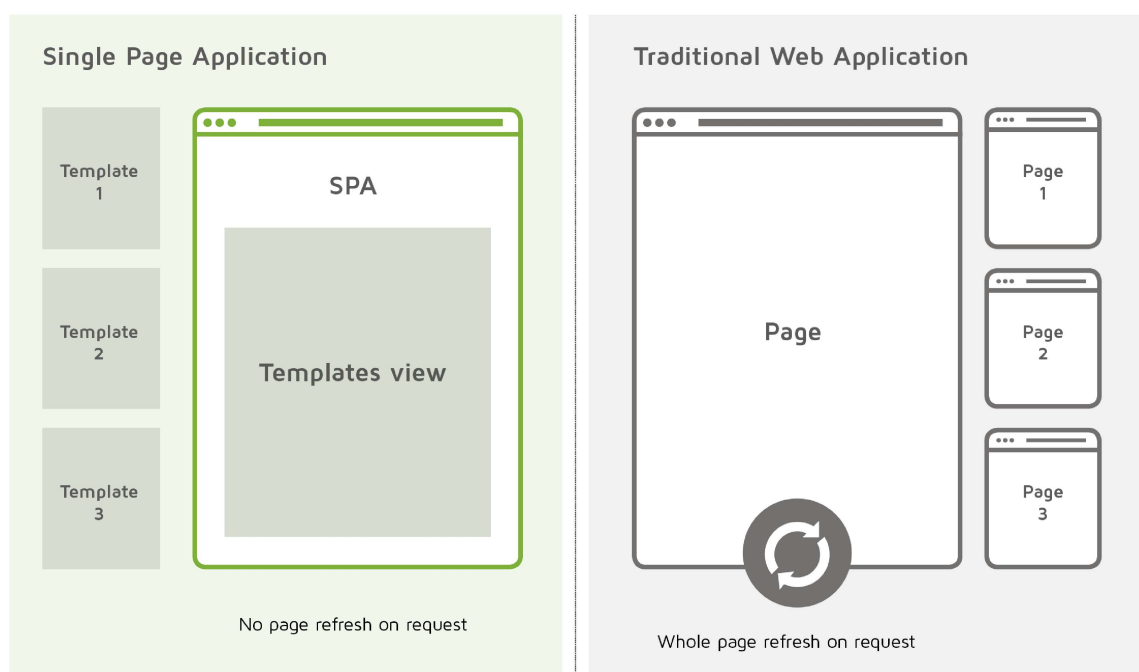 Single Page Application
Template
1
Template
2
Template
3
SPA
Templates view
No page refresh on request
Traditional Web Application
Page
Page
1
Page
2
Page
3
Whole page refresh on request